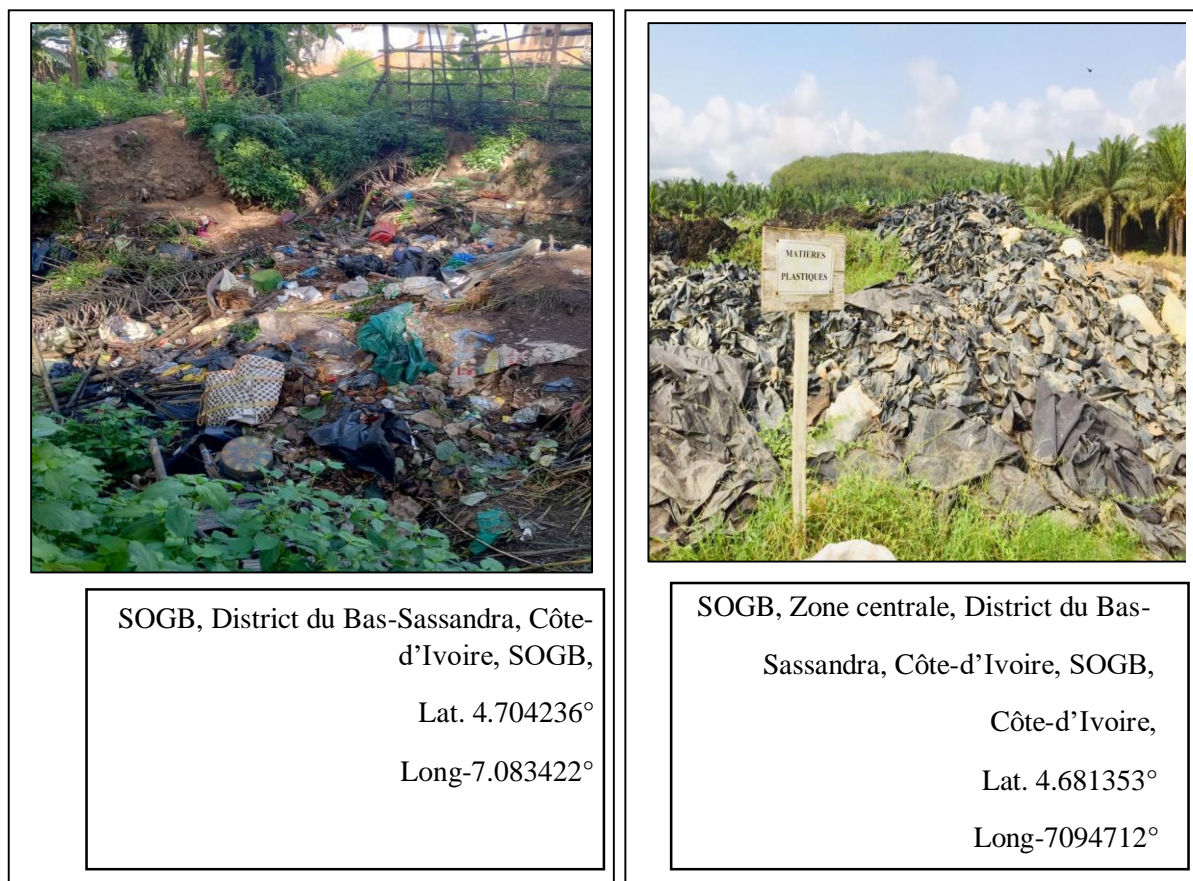 MATIERES
PLASTIQUES
SOGB, District du Bas-Sassandra, Côte-
d’Ivoire, SOGB,
Lat. 4.704236°
Long-7.083422°
SOGB, Zone centrale, District du Bas-
Sassandra, Côte-d’Ivoire, SOGB,
Côte-d’Ivoire,
Lat. 4.681353°
Long-7094712°